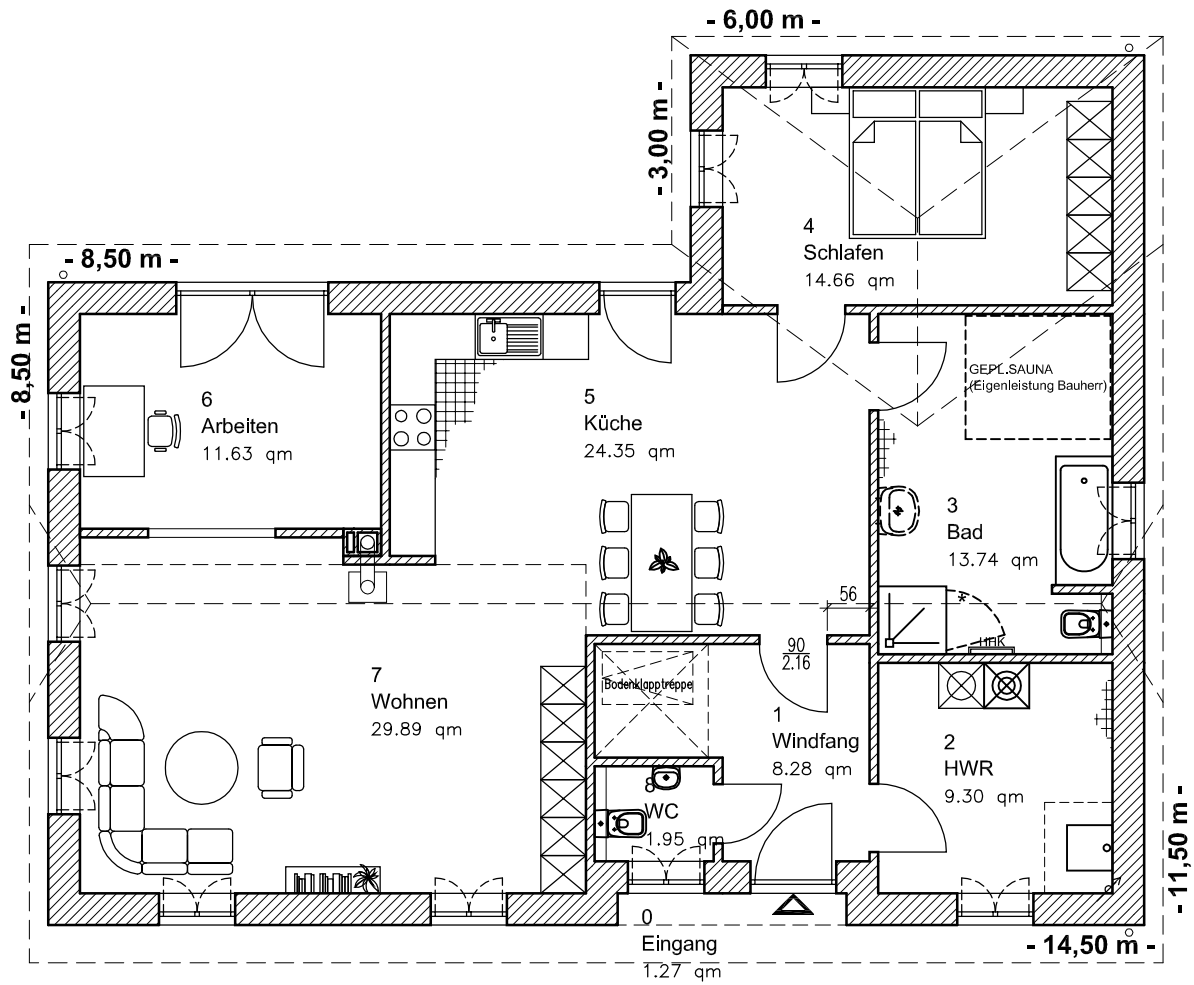 - 6,00 m -
- 3,00 m -
4
Schlafen
14.66 qm
- 8,50 m -
- 8,50 m -
GEPL.SAUNA
(Eigenleistung Bauherr)
6
Arbeiten
11.63 qm
5
Küche
24.35 qm
3
Bad
13.74 qm
56
*
HHK
90
2.16
7
Wohnen
29.89 qm
Bodenklapptreppe
1
Windfang
8.28 qm
2
HWR
9.30 qm
8
WC
1.95 qm
- 11,50 m -
0
Eingang
1.27 qm
- 14,50 m -